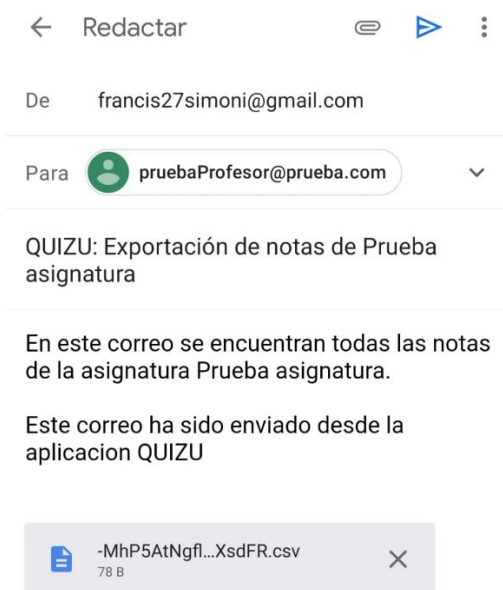 Redactar
De francis27simoni@gmail.com
Para pruebaProfesor@prueba.com
QUIZU: Exportación de notas de Prueba
asignatura
En este correo se encuentran todas las notas
de la asignatura Prueba asignatura.
Este correo ha sido enviado desde la
aplicacion QUIZU
-MhP5AtNgfl...XsdFR.csv
78 B